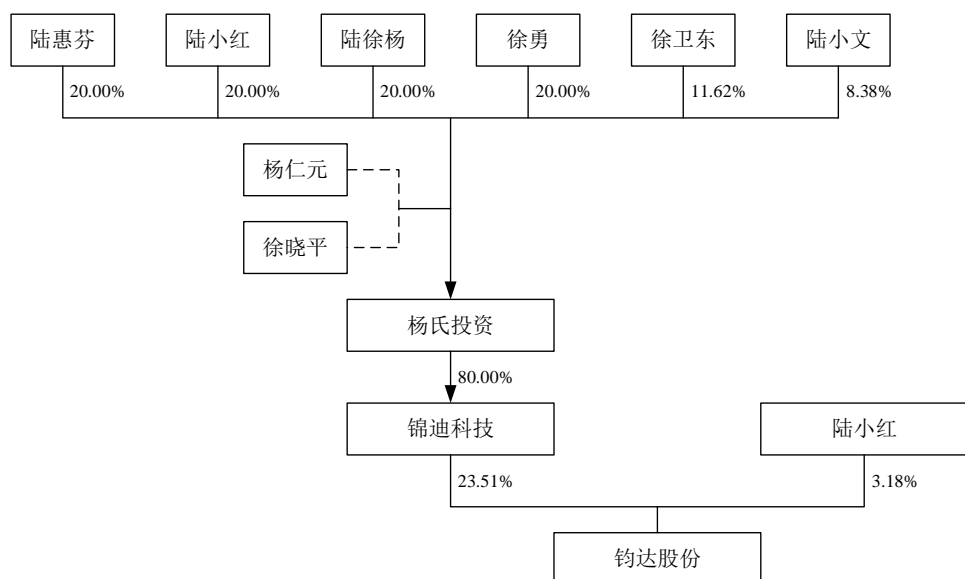 陆惠芬
陆小红
陆徐杨
徐勇
徐卫东
陆小文
20.00%
20.00%
20.00%
20.00%
11.62%
8.38%
杨仁元
徐晓平
杨氏投资
80.00%
锦迪科技
陆小红
23.51%
3.18%
钧达股份